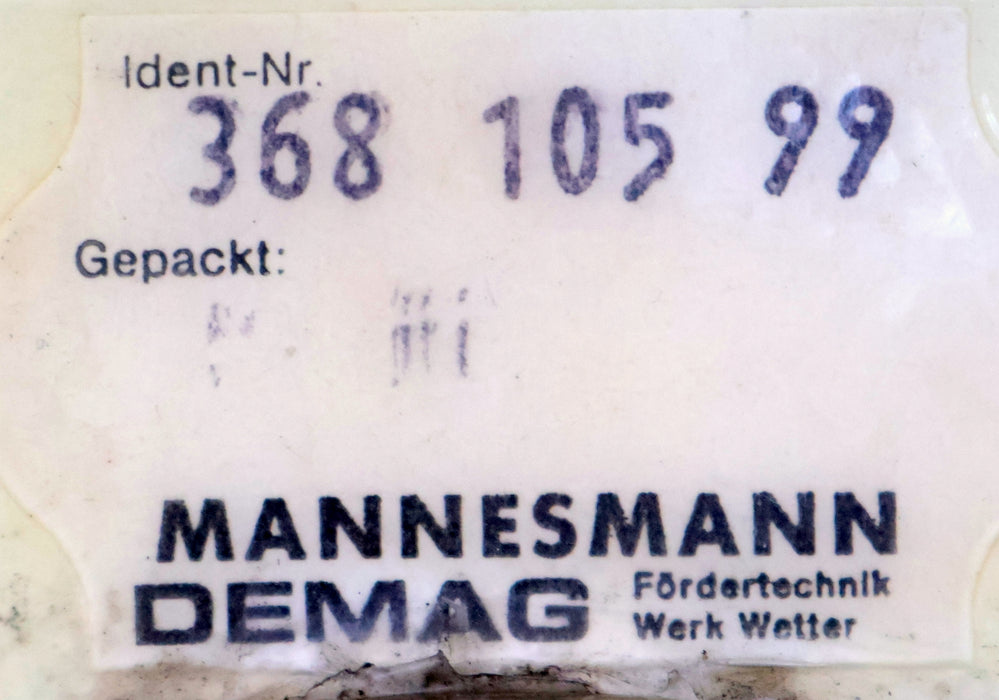 Ident-Nr.
368 105 99
Gepackt:
MANNESMANN
DEMAG
Fördertechnik
Werk Wetter